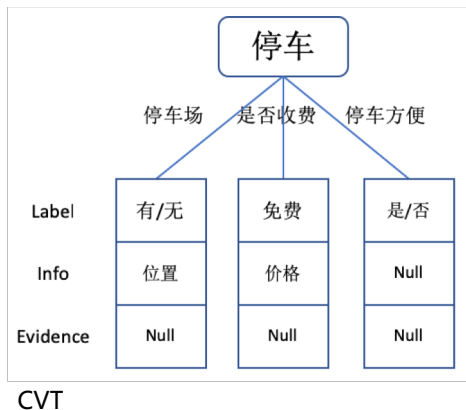 停车
停车场 是否收费 停车方便
Label 有/无 免费 是/否
Info 位置 价格 Null
Evidence Null Null Null
CVT